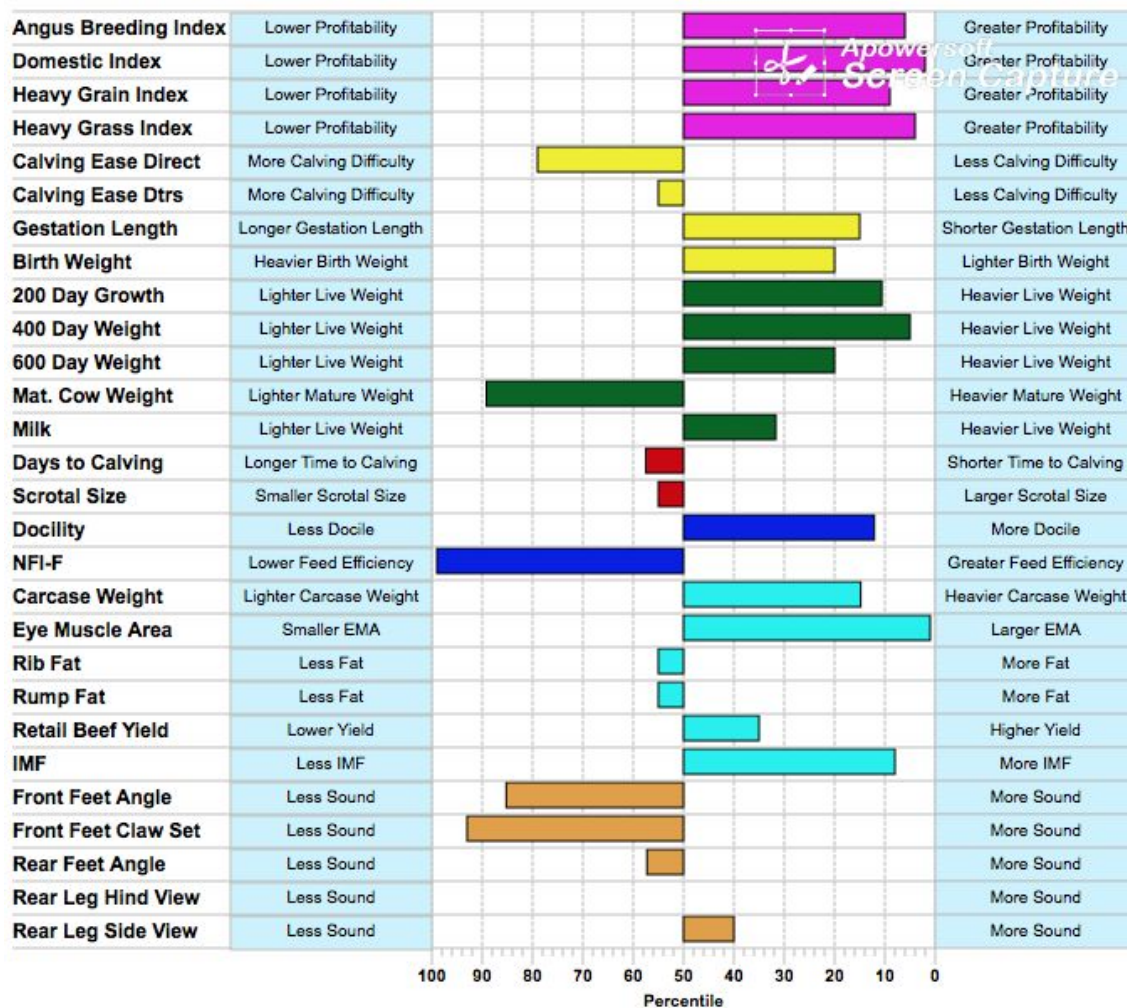 Angus Breeding Index Lower Profitability Greater Profitability
Domestic Index Lower Profitability Greater Profitability
Heavy Grain Index Lower Profitability Greater Profitability
Heavy Grass Index Lower Profitability Greater Profitability
Calving Ease Direct More Calving Difficulty Less Calving Difficulty
Calving Ease Dtrs More Calving Difficulty Less Calving Difficulty
Gestation Length Longer Gestation Length Shorter Gestation Length
Birth Weight Heavier Birth Weight Lighter Birth Weight
200 Day Growth Lighter Live Weight Heavier Live Weight
400 Day Weight Lighter Live Weight Heavier Live Weight
600 Day Weight Lighter Live Weight Heavier Live Weight
Mat. Cow Weight Lighter Mature Weight Heavier Mature Weight
Milk Lighter Live Weight Heavier Live Weight
Days to Calving Longer Time to Calving Shorter Time to Calving
Scrotal Size Smaller Scrotal Size Larger Scrotal Size
Docility Less Docile More Docile
NFI-F Lower Feed Efficiency Greater Feed Efficiency
Carcase Weight Lighter Carcase Weight Heavier Carcase Weight
Eye Muscle Area Smaller EMA Larger EMA
Rib Fat Less Fat More Fat
Rump Fat Less Fat More Fat
Retail Beef Yield Lower Yield Higher Yield
IMF Less IMF More IMF
Front Feet Angle Less Sound More Sound
Front Feet Claw Set Less Sound More Sound
Rear Feet Angle Less Sound More Sound
Rear Leg Hind View Less Sound More Sound
Rear Leg Side View Less Sound More Sound
100 90 80 70 60 50 40 30 20 10 0
Percentile
Apowersoft
Screen Capture